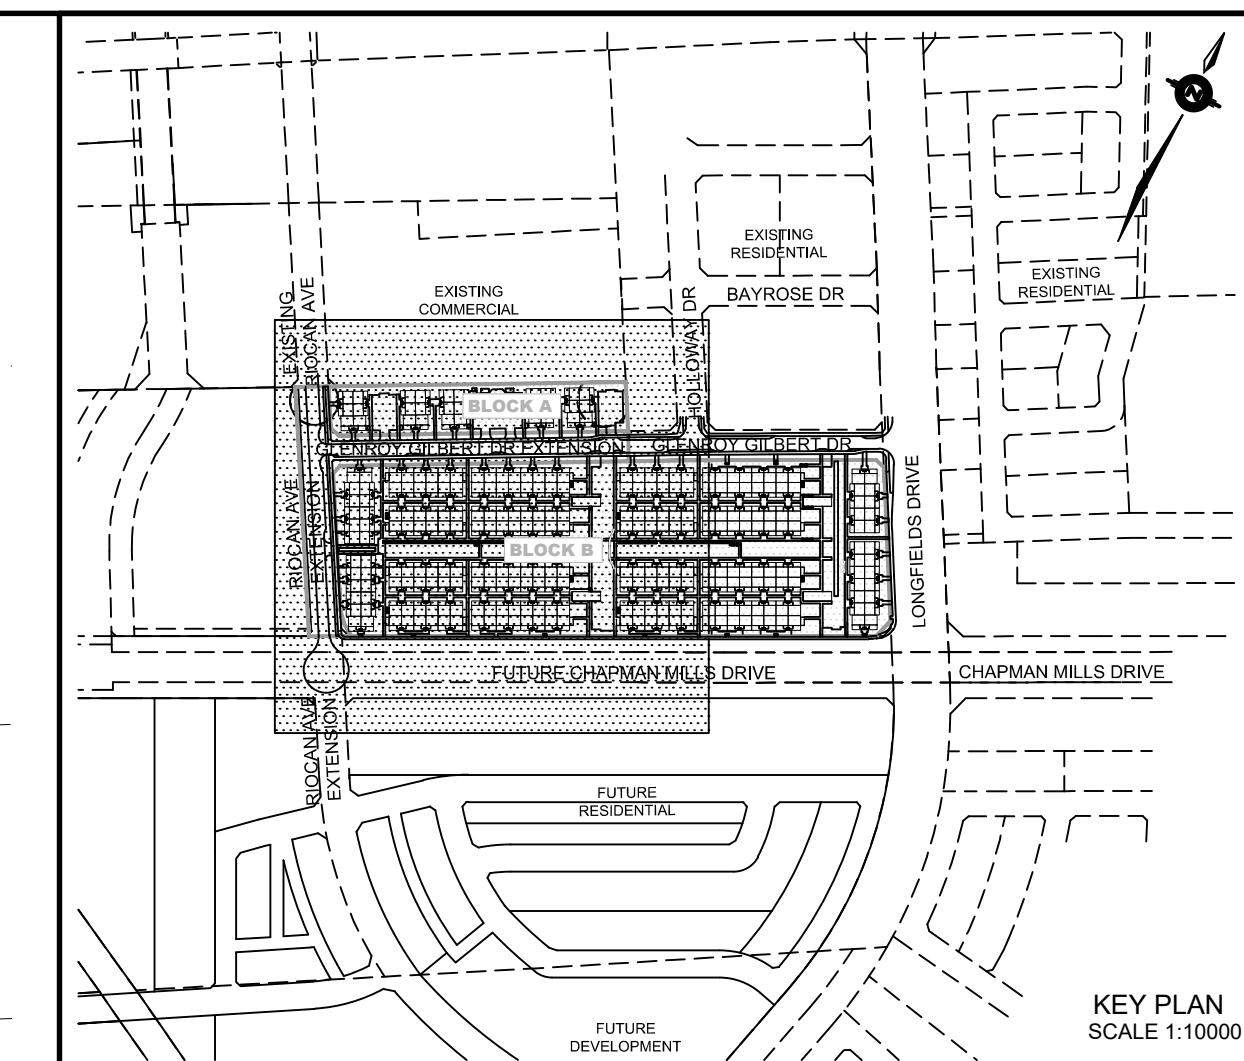 N
EXISTING
RESIDENTIAL
EXISTING
RESIDENTIAL
EXISTING
COMMERCIAL
BAYROSE DR
HOLLOWAY DR
EXISTING
RIOCAN AVE
BLOCK A
GLENROY GILBERT DR EXTENSION
GLENROY GILBERT DR
RIOCAN AVE
EXTENSION
BLOCK B
LONGFIELDS DRIVE
FUTURE CHAPMAN MILLS DRIVE
CHAPMAN MILLS DRIVE
RIOCAN AVE
EXTENSION
FUTURE
RESIDENTIAL
FUTURE
DEVELOPMENT
KEY PLAN
SCALE 1:10000